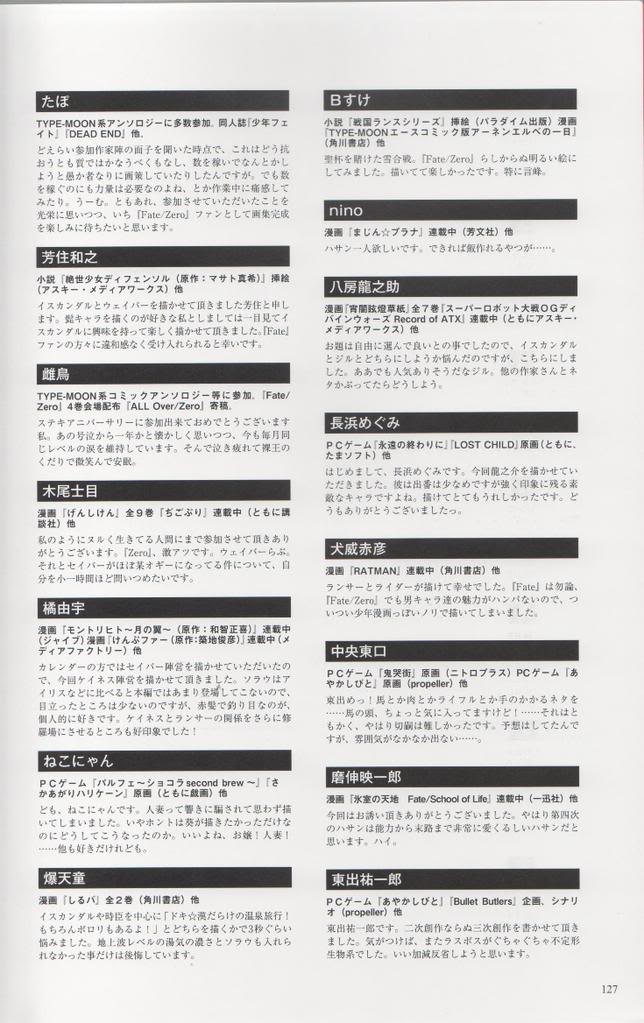 たぽ
TYPE-MOON系アンソロジーに多数参加。同人誌『少年フェ
イト』『DEAD END』他。
どえらい参加作家陣の面子を聞いた時点で、これはどう抗
おうとも質ではかなうべくもなし、数を稼いでなんとかし
ようと愚か者なりに画策していたりしたんですが。でも数
を稼ぐのにも力量は必要なのよね、とか作業中に痛感して
みたり。うーむ。ともあれ、参加させていただいたことを
光栄に思いつつ、いち『Fate/Zero』ファンとして画集完成
を楽しみに待ちたいと思います。
芳住和之
小説『絶世少女ディフェンソル（原作：マサト真希）』挿絵
（アスキー・メディアワークス）他
イスカンダルとウェイバーを描かせて頂きました芳住と申し
ます。髭キャラを描くのが好きな私としましては一目見てイ
スカンダルに興味を持って楽しく描かせて頂きました。『Fate』
ファンの方々に違和感なく受け入れられると幸いです。
雌鳥
TYPE-MOON系コミックアンソロジー等に参加。『Fate/
Zero』4巻会場配布『ALL Over/Zero』寄稿。
ステキアニバーサリーに参加出来ておめでとうございます
私。あの号泣から一年かと懐かしく思いつつ、今も毎月同
じレベルの涙を維持しています。そんで泣き疲れて裸王の
くだりで微笑んで安眠。
木尾士目
漫画『げんしけん』全9巻『ぢごぷり』連載中（ともに講
談社）他
私のようにヌルく生きてる人間にまで参加させて頂きあり
がとうございます。『Zero』、激アツです。ウェイバーらぶ。
それとセイバーがほぼ某オギーになってる件について、自
分を小一時間ほど問いつめたいです。
橘由宇
漫画『モントリヒト～月の翼～（原作：和智正喜）』連載中
（ジャイブ）漫画『けんぷファー（原作:築地俊彦）』連載中（メ
ディアファクトリー）他
カレンダーの方ではセイバー陣営を描かせていただいたの
で、今回ケイネス陣営を描かせて頂きました。ソラウはア
イリスなどに比べると本編ではあまり登場してこないので、
目立ったところは少ないのですが、赤髪で釣り目なのが、
個人的に好きです。ケイネスとランサーの関係をさらに修
羅場にさせるところも好印象でした！
ねこにゃん
PCゲーム『パルフェ～ショコラsecond brew～』『さ
かあがりハリケーン』原画（ともに戯画）他
ども、ねこにゃんです。人妻って響きに騙されて思わず描
いてしまいました。いやホントは葵が描きたかっただけな
のにどうしてこうなったのか。いいよね、お嬢！人妻！
……他も好きだけれども。
爆天童
漫画『しるバ』全2巻（角川書店）他
イスカンダルや時臣を中心に「ドキ☆漢だらけの温泉旅行！
もちろんポロリもあるよ！」とどちらを描くかで3秒ぐらい
悩みました。地上波レベルの湯気の濃さとソラウも入れら
れなかった事だけは後悔しています。
Bすけ
小説『戦国ランスシリーズ』挿絵（パラダイム出版）漫画
『TYPE-MOONエースコミック版アーネンエルベの一日』
（角川書店）他
聖杯を賭けた雪合戦。『Fate/Zero』らしからぬ明るい絵に
してみました。描いてて楽しかったです。特に言峰。
nino
漫画『まじん☆プラナ』連載中（芳文社）他
ハサン一人欲しいです。できれば飯作れるやつが……。
八房龍之助
漫画『宵闇眩燈草紙』全7巻『スーパーロボット大戦OGディ
バインウォーズ Record of ATX』連載中（ともにアスキー・
メディアワークス）他
お題は自由に選んで良いとの事でしたので、イスカンダル
とジルとどちらにしようか悩んだのですが、こちらにしま
した。ああでも人気ありそうだなジル。他の作家さんとネ
タかぶってたらどうしよう。
長浜めぐみ
PCゲーム『永遠の終わりに』『LOST CHILD』原画（ともに、
たまソフト）他
はじめまして、長浜めぐみです。今回龍之介を描かせてい
ただきました。彼は出番は少なめですが強く印象に残る素
敵なキャラですよね。描けてとてもうれしかったです。ど
うもありがとうございましたっ。
犬威赤彦
漫画『RATMAN』連載中（角川書店）他
ランサーとライダーが描けて幸せでした。『Fate』は勿論、
『Fate/Zero』でも男キャラ達の魅力がハンパないので、つ
いつい少年漫画っぽいノリで描いてしまいました。
中央東口
PCゲーム『鬼哭街』原画（ニトロプラス）PCゲーム『あ
やかしびと』原画（propeller）他
東出めっ！馬とか肉とかライフルとか手のかかるネタを
……馬の頭、ちょっと気に入ってますけど！……それはと
もかく、やはり切嗣は難しかったです。予想はしてたんで
すが、雰囲気がなかなか出ない……。
磨伸映一郎
漫画『氷室の天地　Fate/School of Life』連載中（一迅社）他
今回はお誘い頂きありがとうございました。やはり第四次
のハサンは能力から末路まで非常に愛くるしいハサンだと
思います。ハイ。
東出祐一郎
PCゲーム『あやかしびと』『Bullet Butlers』企画、シナリ
オ（propeller）他
東出祐一郎です。二次創作ならぬ三次創作を書かせて頂き
ました。気がつけば、またラスボスがぐちゃぐちゃ不定形
生物系でした。いい加減反省しようと思います。
127